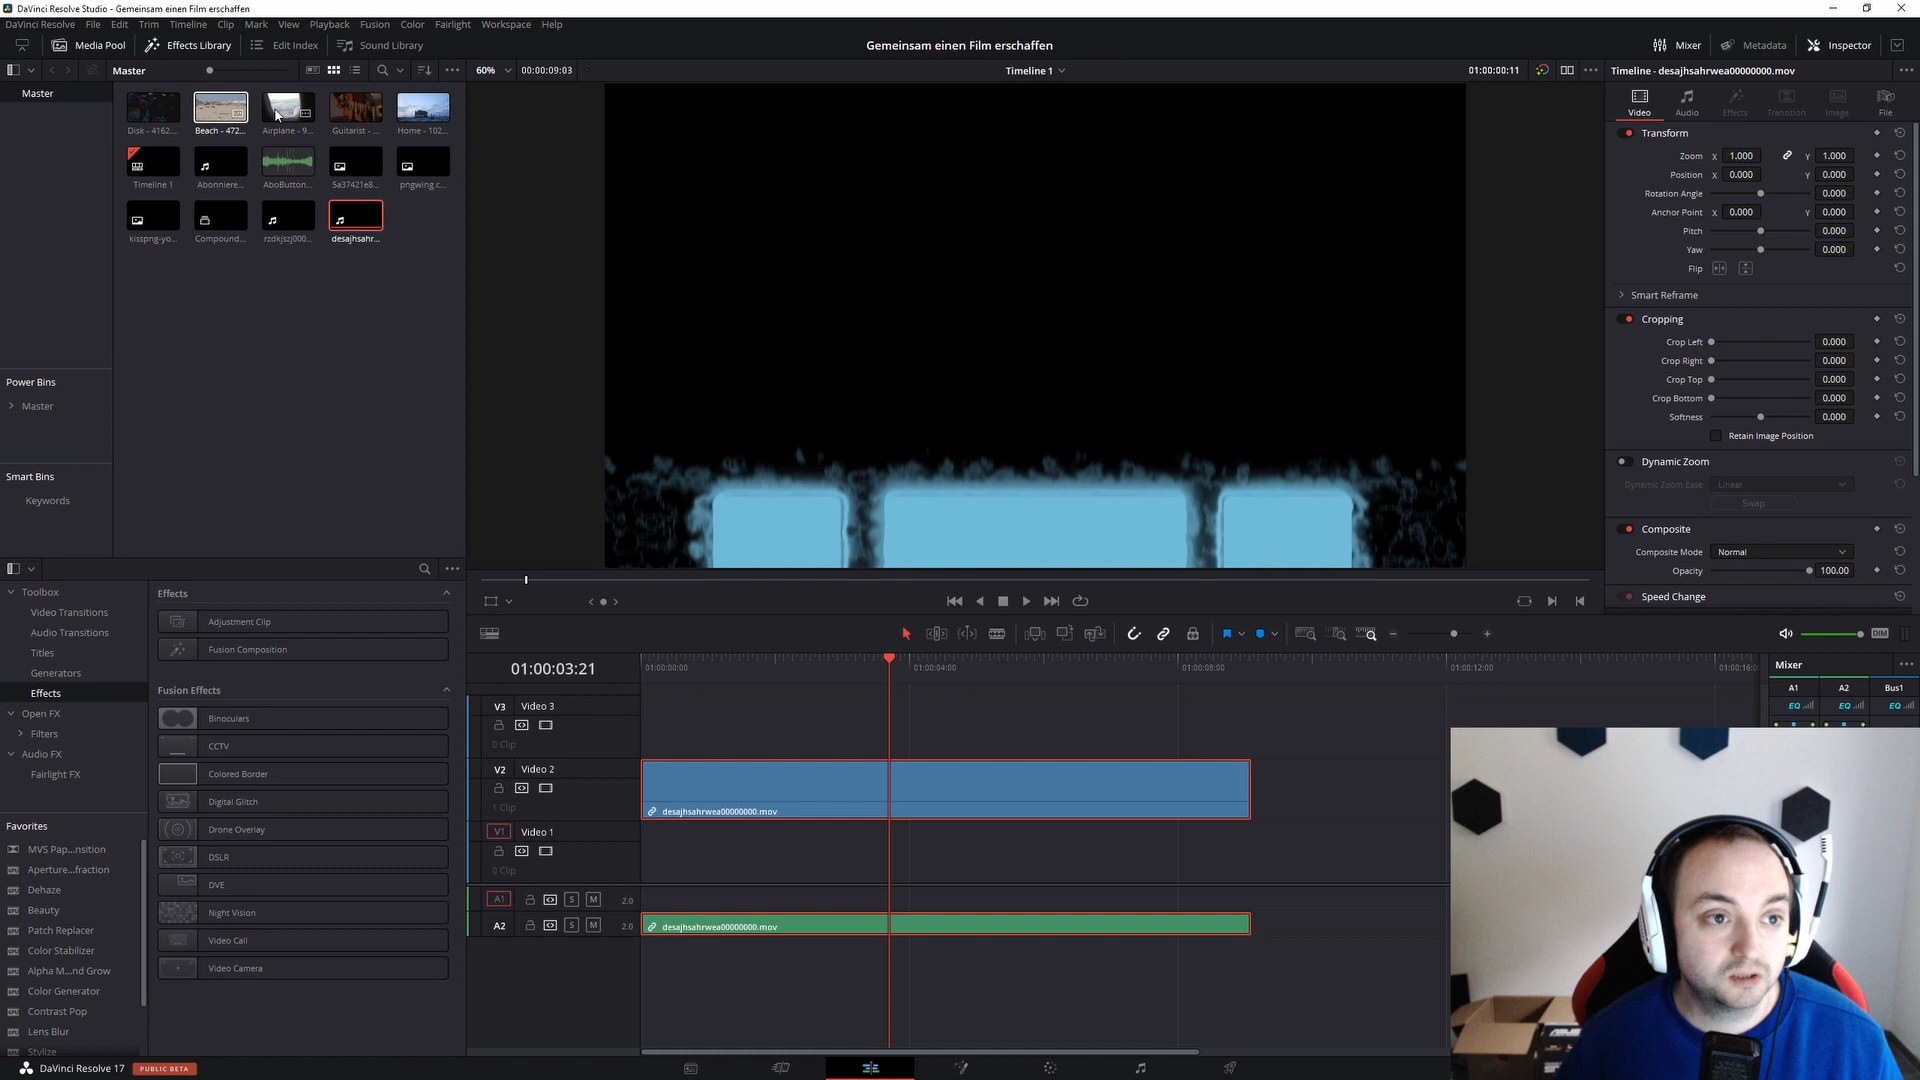 DaVinci Resolve Studio - Gemeinsam einen Film erschaffen
DaVinci Resolve File Edit Trim Timeline Clip Mark View Playback Fusion Color Fairlight Workspace Help
Media Pool Effects Library Edit Index Sound Library Gemeinsam einen Film erschaffen Mixer Metadata Inspector
Master 60% 00:00:09:03 Timeline 1 01:00:00:11 Timeline - desajhsahrwea00000000.mov
Master
Disk - 4162... Beach - 472... Airplane - 9... Guitarist - ... Home - 102...
Timeline 1 Abonniere... AboButton... 5a37421e8... pngwing.c...
kisspng-yo... Compound... rzdkjszj000... desajhsahr...
Power Bins
Master
Smart Bins
Keywords
Video Audio Effects Transition Image File
Transform
Zoom X 1.000 Y 1.000
Position X 0.000 Y 0.000
Rotation Angle 0.000
Anchor Point X 0.000 Y 0.000
Pitch 0.000
Yaw 0.000
Flip
Smart Reframe
Cropping
Crop Left 0.000
Crop Right 0.000
Crop Top 0.000
Crop Bottom 0.000
Softness 0.000
Retain Image Position
Dynamic Zoom
Dynamic Zoom Ease Linear
Swap
Composite
Composite Mode Normal
Opacity 100.00
Speed Change
Toolbox
Video Transitions
Audio Transitions
Titles
Generators
Effects
Open FX
Filters
Audio FX
Fairlight FX
Favorites
MVS Pap...nsition
Aperture...fraction
Dehaze
Beauty
Patch Replacer
Color Stabilizer
Alpha M...nd Grow
Color Generator
Contrast Pop
Lens Blur
Stylize
Effects
Adjustment Clip
Fusion Composition
Fusion Effects
Binoculars
CCTV
Colored Border
Digital Glitch
Drone Overlay
DSLR
DVE
Night Vision
Video Call
Video Camera
DIM
01:00:03:21 01:00:00:00 01:00:04:00 01:00:08:00 01:00:12:00 01:00:16:0
V3 Video 3
0 Clip
V2 Video 2
1 Clip
desajhsahrwea00000000.mov
V1 Video 1
0 Clip
A1 S M 2.0
A2 S M 2.0 desajhsahrwea00000000.mov
Mixer
A1 A2 Bus1
EQ EQ EQ
DaVinci Resolve 17 PUBLIC BETA